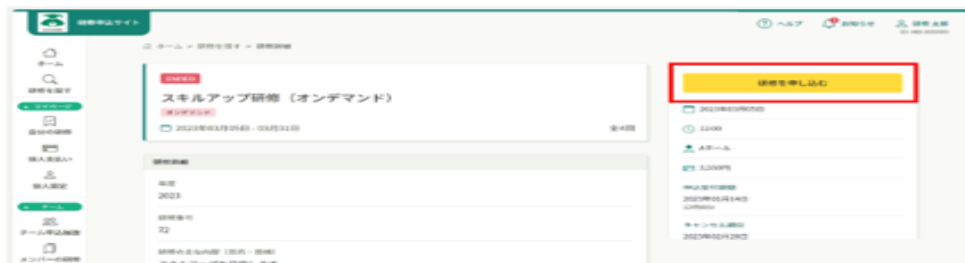 研修申込サイト
ヘルプ
お知らせ
研修 太郎
ホーム > 研修を探す > 研修詳細
ホーム
研修を探す
マイページ
自分の研修
個人支払い
個人設定
チーム
チーム申込履歴
メンバーの研修
スキルアップ研修（オンデマンド）
オンデマンド
2023年03月05日 - 03月31日
全4回
研修詳細
年度
2023
研修番号
72
研修を申し込む
2023年03月05日
12:00
Aホール
3,500円
申込受付期間
2023年01月14日
キャンセル期日
2023年02月28日